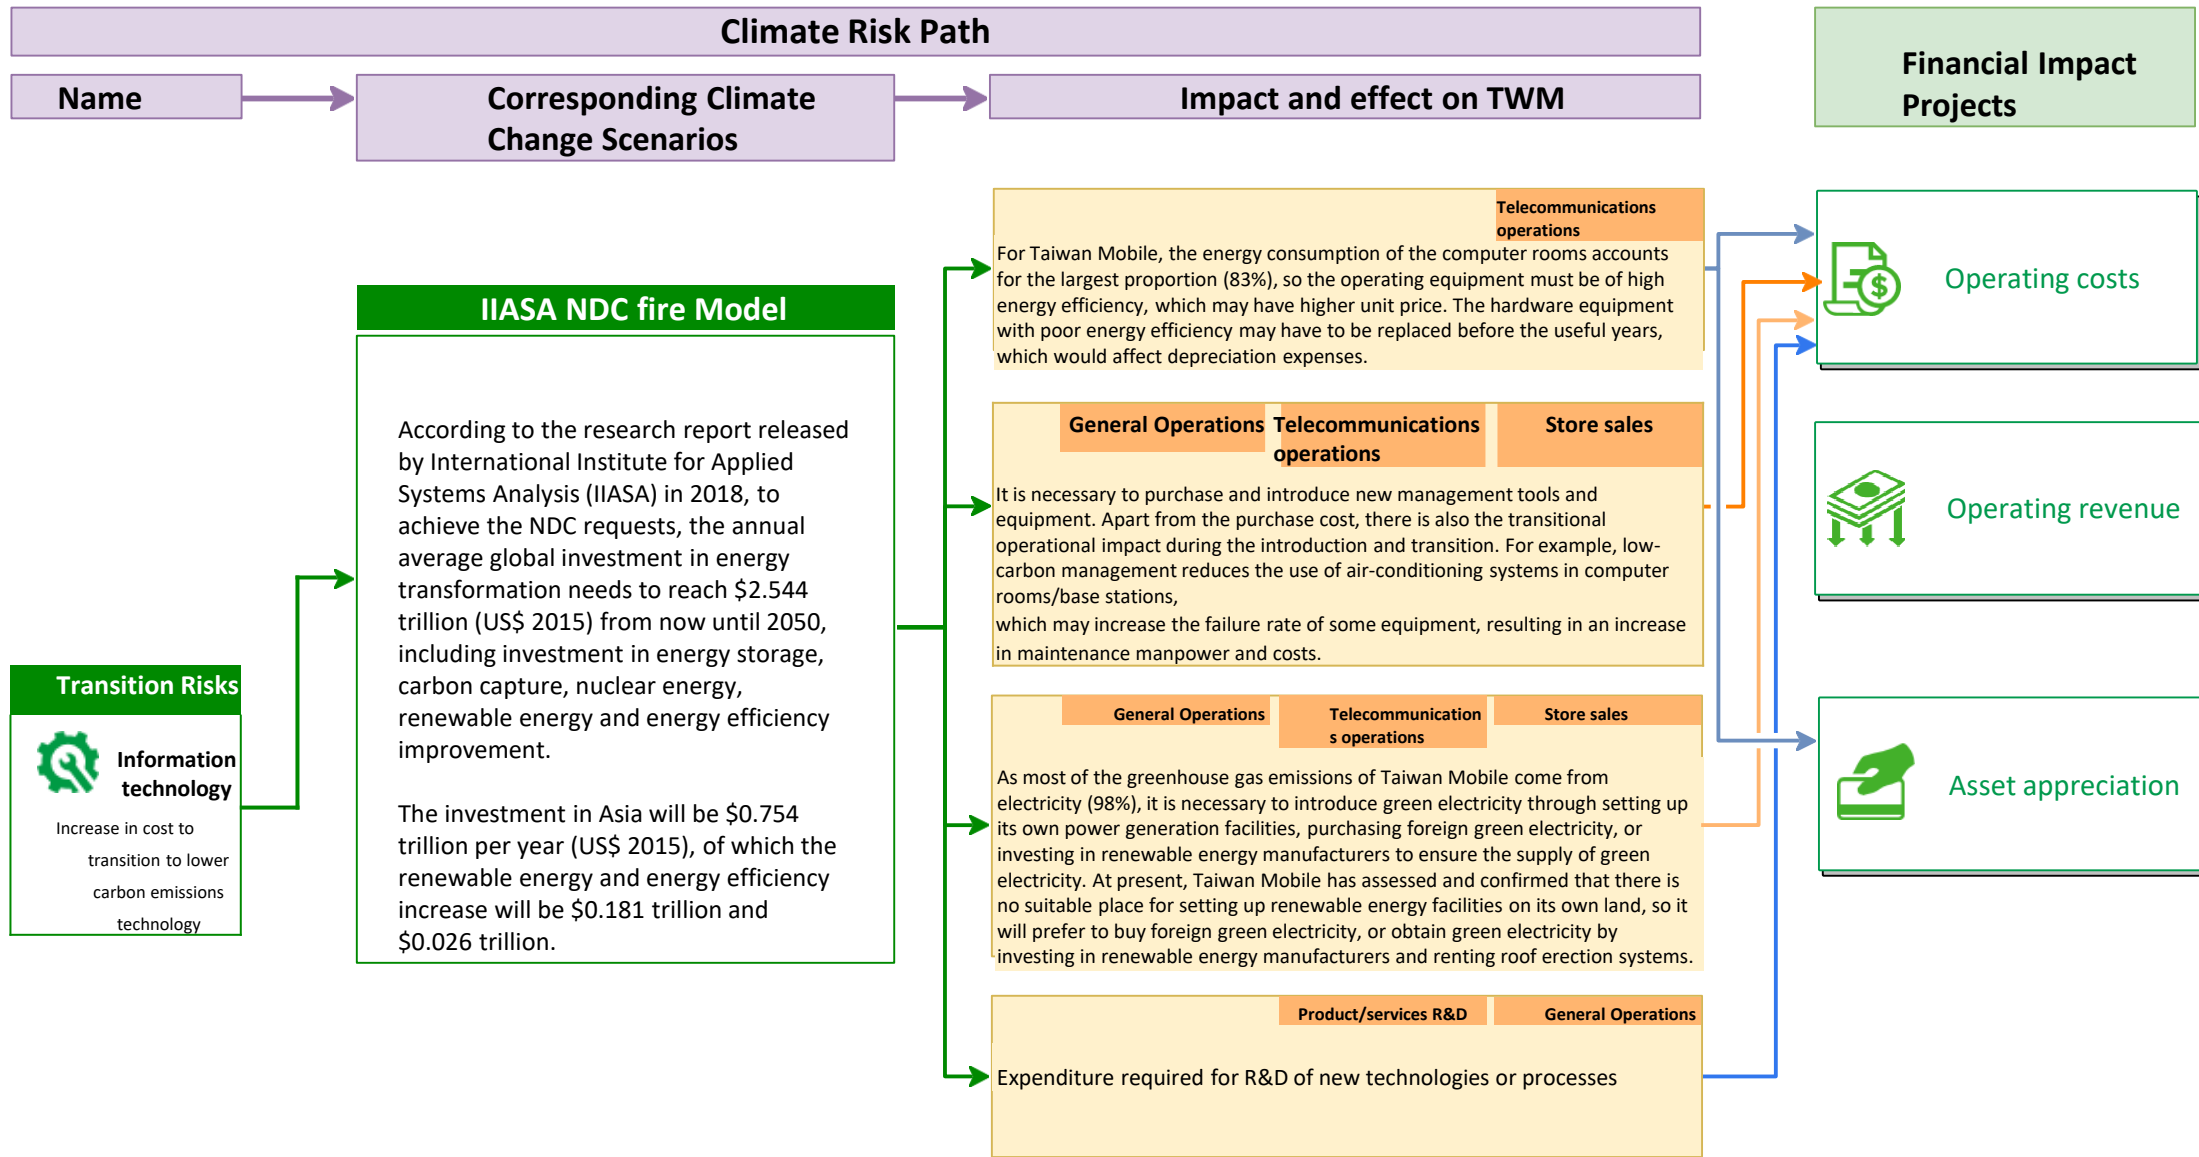 Climate Risk Path
Financial Impact
Projects
Name
Corresponding Climate
Change Scenarios
Impact and effect on TWM
Transition Risks
Information
technology
Increase in cost to
transition to lower
carbon emissions
technology
IIASA NDC fire Model
According to the research report released
by International Institute for Applied
Systems Analysis (IIASA) in 2018, to
achieve the NDC requests, the annual
average global investment in energy
transformation needs to reach $2.544
trillion (US$ 2015) from now until 2050,
including investment in energy storage,
carbon capture, nuclear energy,
renewable energy and energy efficiency
improvement.
The investment in Asia will be $0.754
trillion per year (US$ 2015), of which the
renewable energy and energy efficiency
increase will be $0.181 trillion and
$0.026 trillion.
Telecommunications
operations
For Taiwan Mobile, the energy consumption of the computer rooms accounts
for the largest proportion (83%), so the operating equipment must be of high
energy efficiency, which may have higher unit price. The hardware equipment
with poor energy efficiency may have to be replaced before the useful years,
which would affect depreciation expenses.
General Operations
Telecommunications
operations
Store sales
It is necessary to purchase and introduce new management tools and
equipment. Apart from the purchase cost, there is also the transitional
operational impact during the introduction and transition. For example, low-
carbon management reduces the use of air-conditioning systems in computer
rooms/base stations,
which may increase the failure rate of some equipment, resulting in an increase
in maintenance manpower and costs.
General Operations
Telecommunication
s operations
Store sales
As most of the greenhouse gas emissions of Taiwan Mobile come from
electricity (98%), it is necessary to introduce green electricity through setting up
its own power generation facilities, purchasing foreign green electricity, or
investing in renewable energy manufacturers to ensure the supply of green
electricity. At present, Taiwan Mobile has assessed and confirmed that there is
no suitable place for setting up renewable energy facilities on its own land, so it
will prefer to buy foreign green electricity, or obtain green electricity by
investing in renewable energy manufacturers and renting roof erection systems.
Product/services R&D
General Operations
Expenditure required for R&D of new technologies or processes
Operating costs
Operating revenue
Asset appreciation